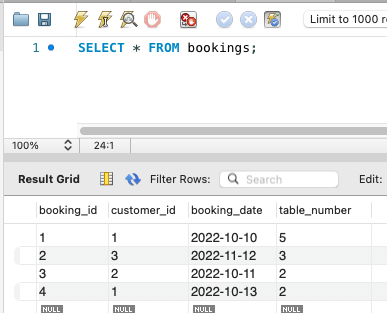 Limit to 1000 r
1 SELECT * FROM bookings;
100% 24:1
Result Grid Filter Rows: Search Edit:
booking_id customer_id booking_date table_number
1 1 2022-10-10 5
2 3 2022-11-12 3
3 2 2022-10-11 2
4 1 2022-10-13 2
NULL NULL NULL NULL